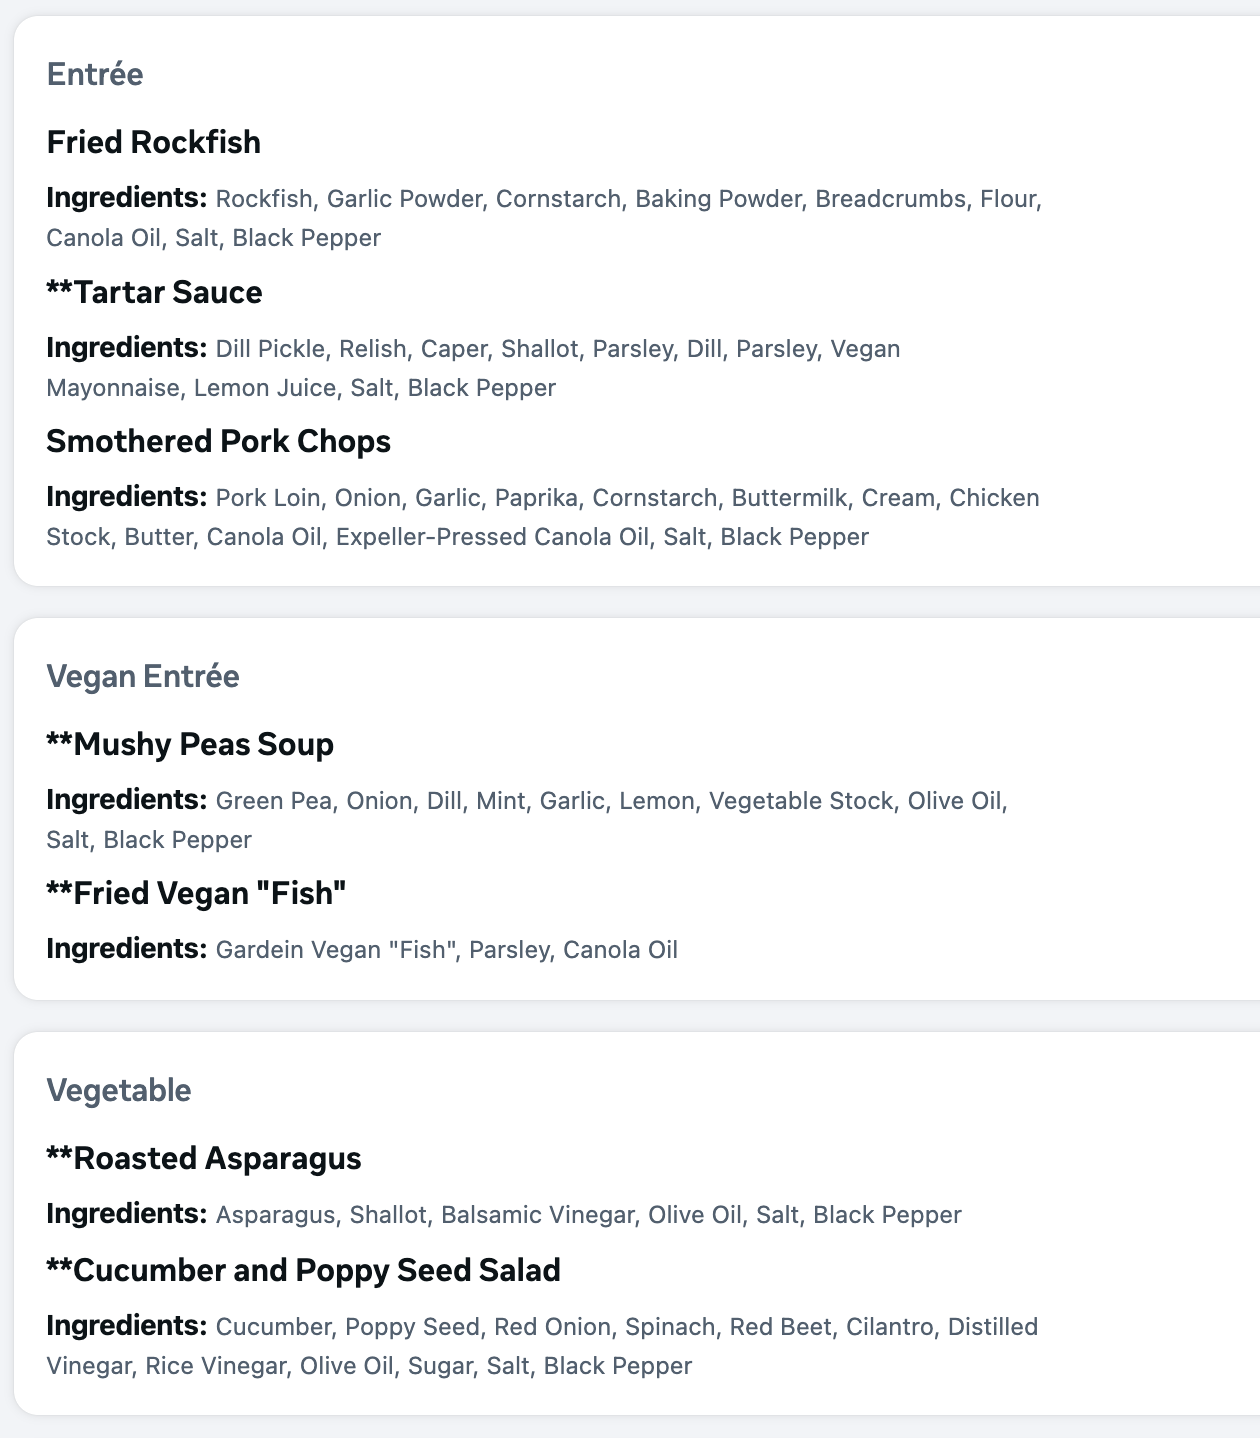 Entrée
Fried Rockfish
Ingredients: Rockfish, Garlic Powder, Cornstarch, Baking Powder, Breadcrumbs, Flour,
Canola Oil, Salt, Black Pepper
**Tartar Sauce
Ingredients: Dill Pickle, Relish, Caper, Shallot, Parsley, Dill, Parsley, Vegan
Mayonnaise, Lemon Juice, Salt, Black Pepper
Smothered Pork Chops
Ingredients: Pork Loin, Onion, Garlic, Paprika, Cornstarch, Buttermilk, Cream, Chicken
Stock, Butter, Canola Oil, Expeller-Pressed Canola Oil, Salt, Black Pepper
Vegan Entrée
**Mushy Peas Soup
Ingredients: Green Pea, Onion, Dill, Mint, Garlic, Lemon, Vegetable Stock, Olive Oil,
Salt, Black Pepper
**Fried Vegan "Fish"
Ingredients: Gardein Vegan "Fish", Parsley, Canola Oil
Vegetable
**Roasted Asparagus
Ingredients: Asparagus, Shallot, Balsamic Vinegar, Olive Oil, Salt, Black Pepper
**Cucumber and Poppy Seed Salad
Ingredients: Cucumber, Poppy Seed, Red Onion, Spinach, Red Beet, Cilantro, Distilled
Vinegar, Rice Vinegar, Olive Oil, Sugar, Salt, Black Pepper